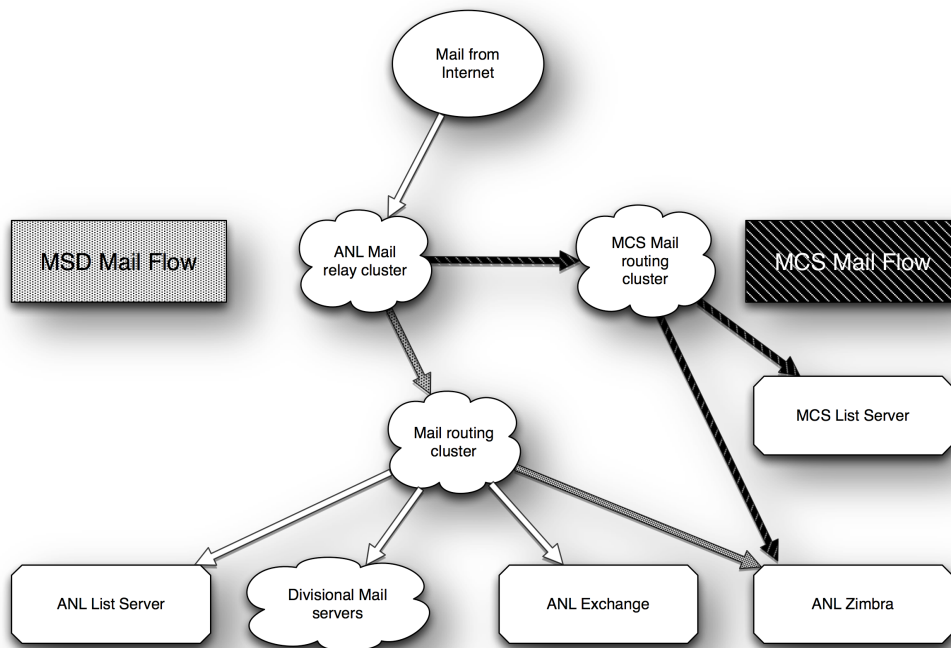 Mail from
Internet
MSD Mail Flow
ANL Mail
relay cluster
MCS Mail
routing
cluster
MCS Mail Flow
MCS List Server
Mail routing
cluster
ANL List Server
Divisional Mail
servers
ANL Exchange
ANL Zimbra